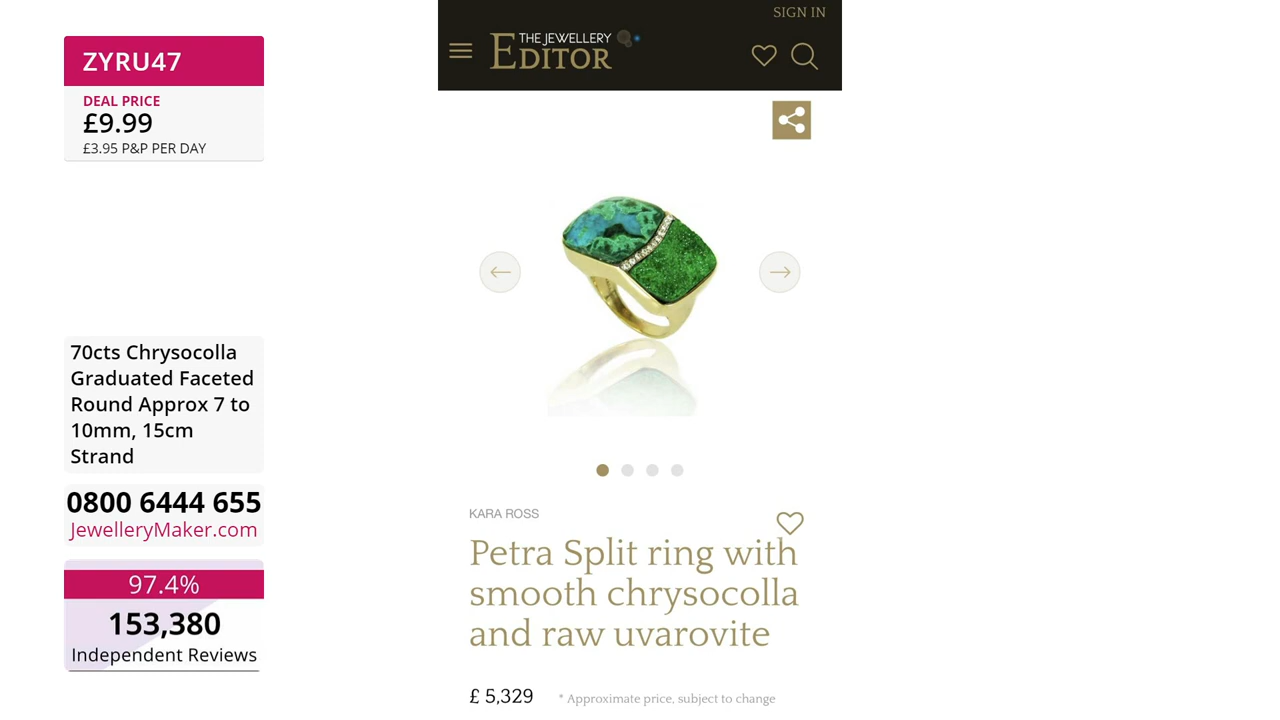 ZYRU47
DEAL PRICE
£9.99
£3.95 P&P PER DAY
70cts Chrysocolla
Graduated Faceted
Round Approx 7 to
10mm, 15cm
Strand
0800 6444 655
JewelleryMaker.com
97.4%
153,380
Independent Reviews
SIGN IN
THE JEWELLERY
EDITOR
KARA ROSS
Petra Split ring with
smooth chrysocolla
and raw uvarovite
£ 5,329 * Approximate price, subject to change